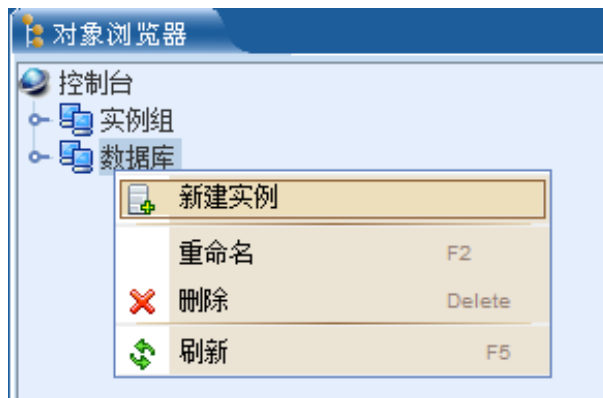 对象浏览器
控制台
实例组
数据库
新建实例
重命名 F2
删除 Delete
刷新 F5